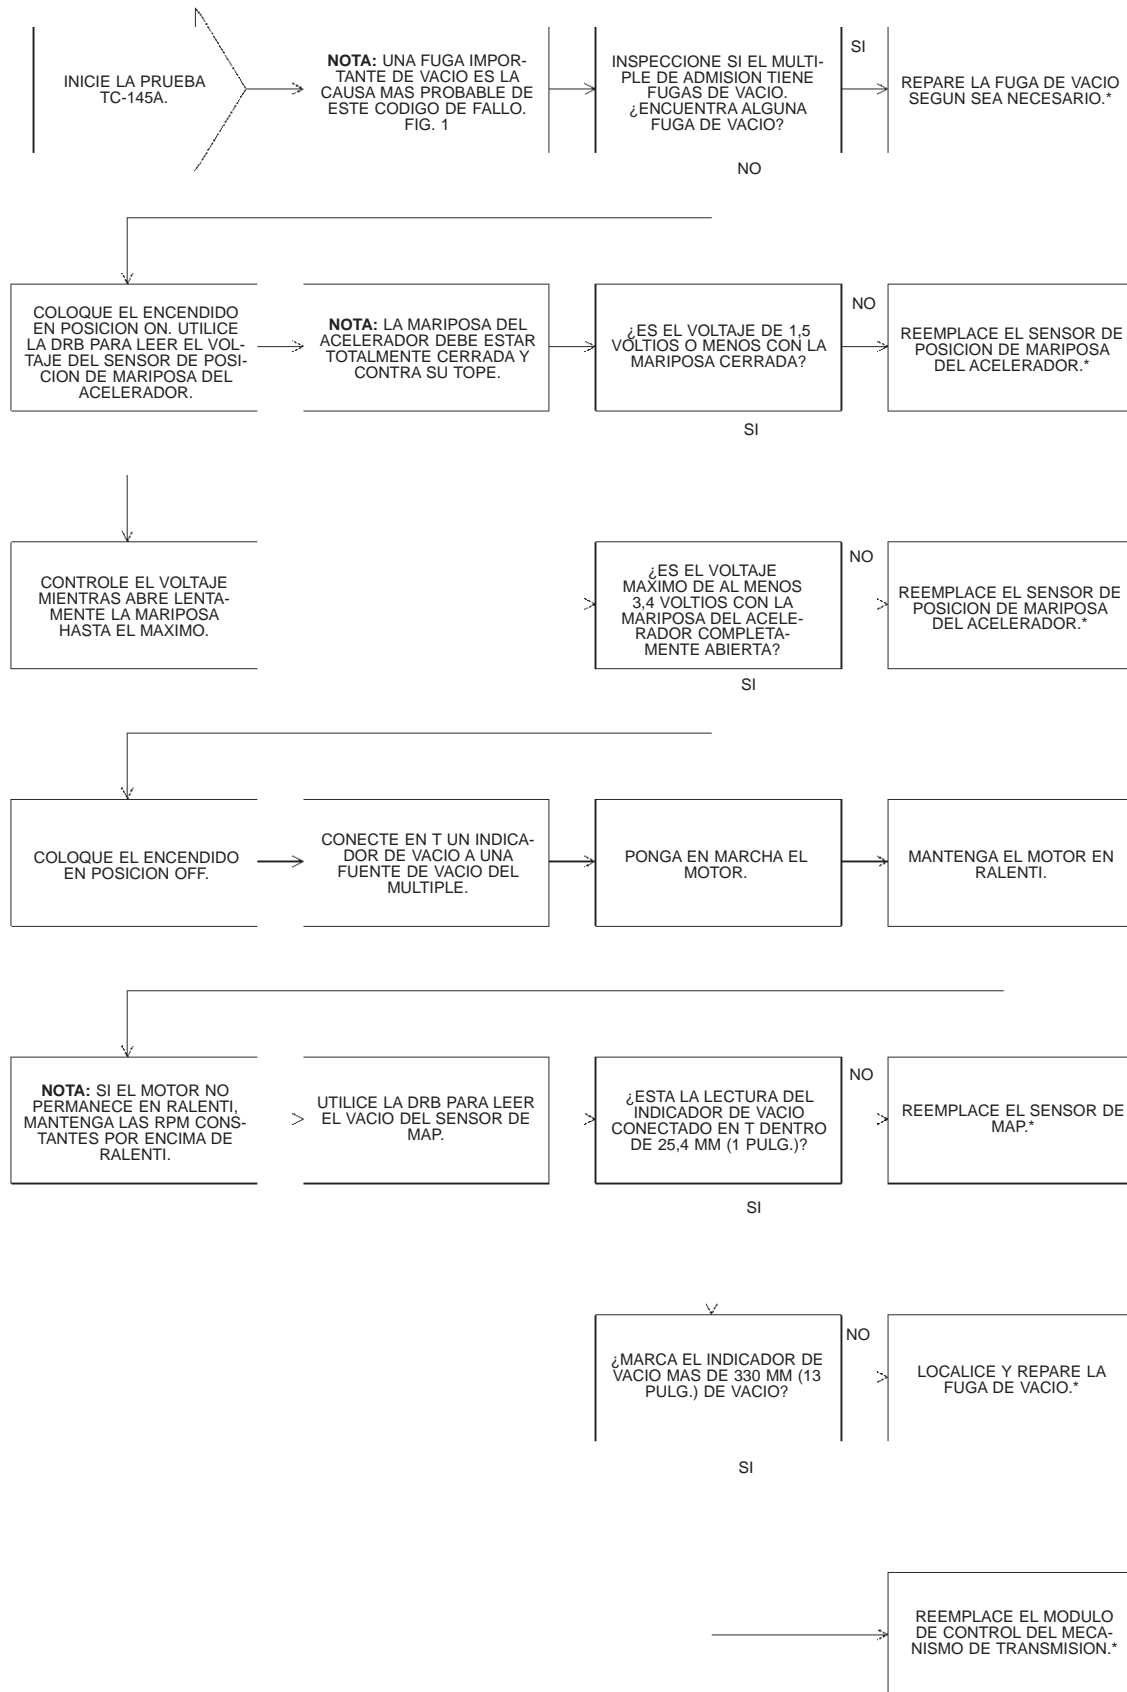 INICIE LA PRUEBA
TC-145A.
NOTA: UNA FUGA IMPOR-
TANTE DE VACIO ES LA
CAUSA MAS PROBABLE DE
ESTE CODIGO DE FALLO.
FIG. 1
INSPECCIONE SI EL MULTI-
PLE DE ADMISION TIENE
FUGAS DE VACIO.
¿ENCUENTRA ALGUNA
FUGA DE VACIO?
SI
REPARE LA FUGA DE VACIO
SEGUN SEA NECESARIO.*
NO
COLOQUE EL ENCENDIDO
EN POSICION ON. UTILICE
LA DRB PARA LEER EL VOL-
TAJE DEL SENSOR DE POSI-
CION DE MARIPOSA DEL
ACELERADOR.
NOTA: LA MARIPOSA DEL
ACELERADOR DEBE ESTAR
TOTALMENTE CERRADA Y
CONTRA SU TOPE.
¿ES EL VOLTAJE DE 1,5
VOLTIOS O MENOS CON LA
MARIPOSA CERRADA?
NO
REEMPLACE EL SENSOR DE
POSICION DE MARIPOSA
DEL ACELERADOR.*
SI
CONTROLE EL VOLTAJE
MIENTRAS ABRE LENTA-
MENTE LA MARIPOSA
HASTA EL MAXIMO.
¿ES EL VOLTAJE
MAXIMO DE AL MENOS
3,4 VOLTIOS CON LA
MARIPOSA DEL ACELE-
RADOR COMPLETA-
MENTE ABIERTA?
NO
REEMPLACE EL SENSOR DE
POSICION DE MARIPOSA
DEL ACELERADOR.*
SI
COLOQUE EL ENCENDIDO
EN POSICION OFF.
CONECTE EN T UN INDICA-
DOR DE VACIO A UNA
FUENTE DE VACIO DEL
MULTIPLE.
PONGA EN MARCHA EL
MOTOR.
MANTENGA EL MOTOR EN
RALENTI.
NOTA: SI EL MOTOR NO
PERMANECE EN RALENTI,
MANTENGA LAS RPM CONS-
TANTES POR ENCIMA DE
RALENTI.
UTILICE LA DRB PARA LEER
EL VACIO DEL SENSOR DE
MAP.
¿ESTA LA LECTURA DEL
INDICADOR DE VACIO
CONECTADO EN T DENTRO
DE 25,4 MM (1 PULG.)?
NO
REEMPLACE EL SENSOR DE
MAP.*
SI
¿MARCA EL INDICADOR DE
VACIO MAS DE 330 MM (13
PULG.) DE VACIO?
NO
LOCALICE Y REPARE LA
FUGA DE VACIO.*
SI
REEMPLACE EL MODULO
DE CONTROL DEL MECA-
NISMO DE TRANSMISION.*